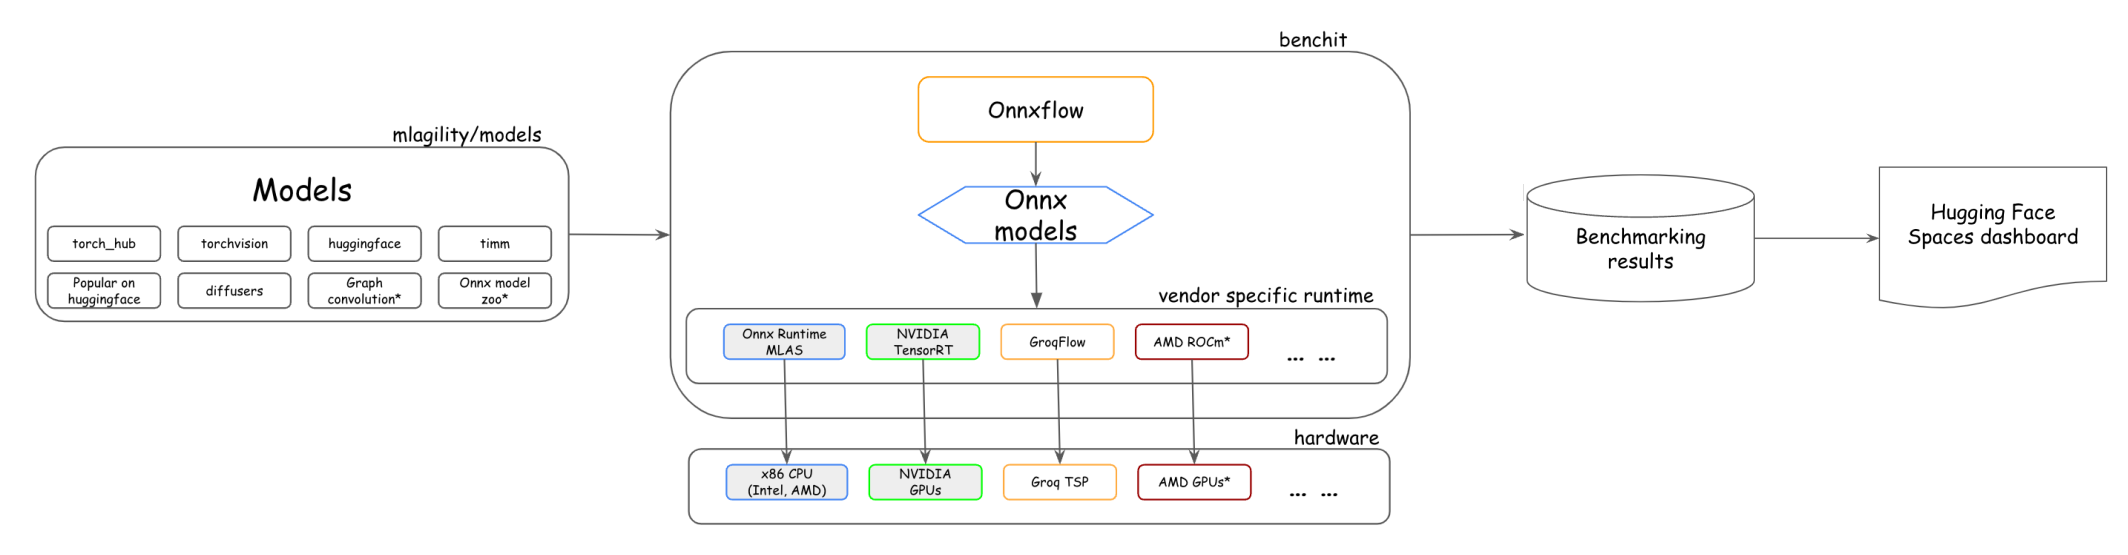 benchit
Onnxflow
mlagility/models
Models
torch_hub
torchvision
huggingface
timm
Popular on
huggingface
diffusers
Graph
convolution*
Onnx model
zoo*
Onnx
models
vendor specific runtime
Onnx Runtime
MLAS
NVIDIA
TensorRT
GroqFlow
AMD ROCm*
... ...
hardware
x86 CPU
(Intel, AMD)
NVIDIA
GPUs
Groq TSP
AMD GPUs*
... ...
Benchmarking
results
Hugging Face
Spaces dashboard